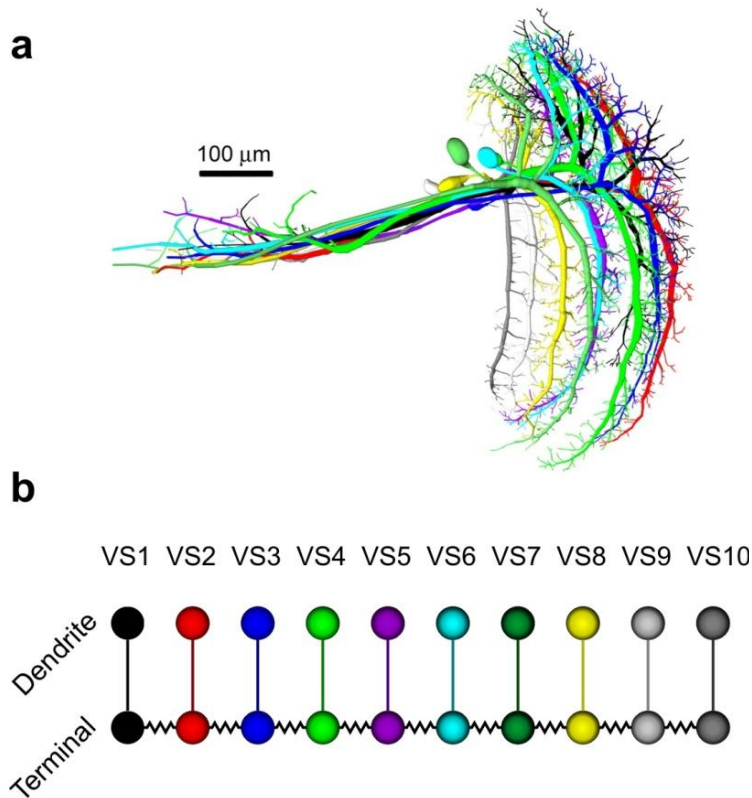 a
100 μm
b
VS1 VS2 VS3 VS4 VS5 VS6 VS7 VS8 VS9 VS10
Dendrite
Terminal